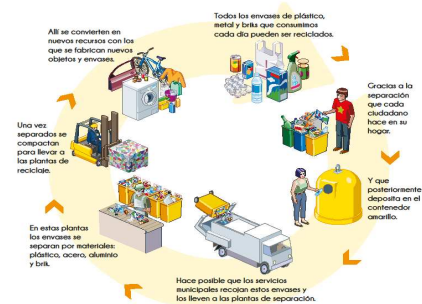 Todos los envases de plástico,
metal y briks que consumimos
cada día pueden ser reciclados.
Gracias a la
separación
que cada
ciudadano
hace en su
hogar.
Y que
posteriormente
deposita en el
contenedor
amarillo.
Hace posible que los servicios
municipales recojan estos envases y
los lleven a las plantas de separación.
En estas plantas
los envases se
separan por materiales:
plástico, acero, aluminio
y brik.
Una vez
separados se
compactan
para llevar a
las plantas de
reciclaje.
Allí se convierten en
nuevos recursos con los
que se fabrican nuevos
objetos y envases.